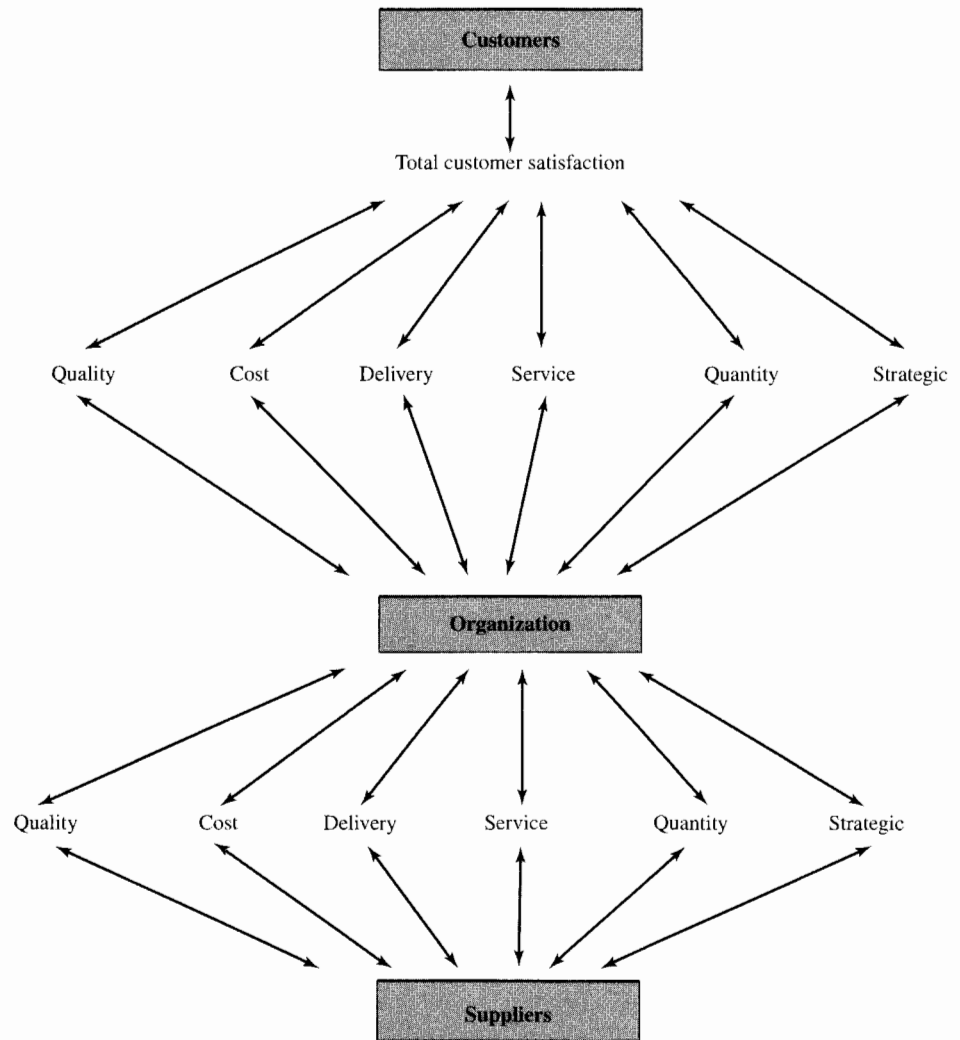 Customers
Total customer satisfaction
Quality Cost Delivery Service Quantity Strategic
Organization
Quality Cost Delivery Service Quantity Strategic
Suppliers